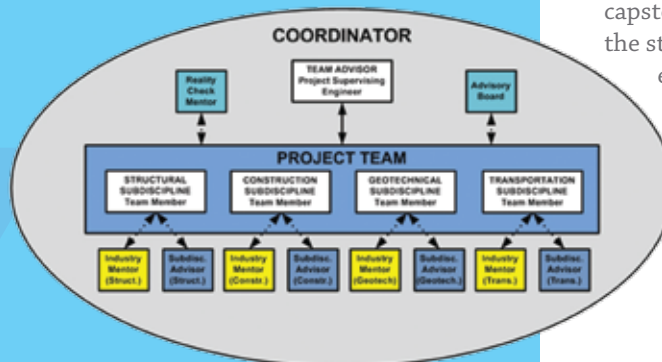 COORDINATOR
capst
the st
e
Reality
Check
Mentor
TEAM ADVISOR
Project Supervising
Engineer
Advisory
Board
PROJECT TEAM
STRUCTURAL
SUBDISCIPLINE
Team Member
CONSTRUCTION
SUBDISCIPLINE
Team Member
GEOTECHNICAL
SUBDISCIPLINE
Team Member
TRANSPORTATION
SUBDISCIPLINE
Team Member
Industry
Mentor
(Struct.)
Subdisc.
Advisor
(Struct.)
Industry
Mentor
(Constr.)
Subdisc.
Advisor
(Constr.)
Industry
Mentor
(Geotech)
Subdisc.
Advisor
(Geotech.)
Industry
Mentor
(Trans.)
Subdisc.
Advisor
(Trans.)